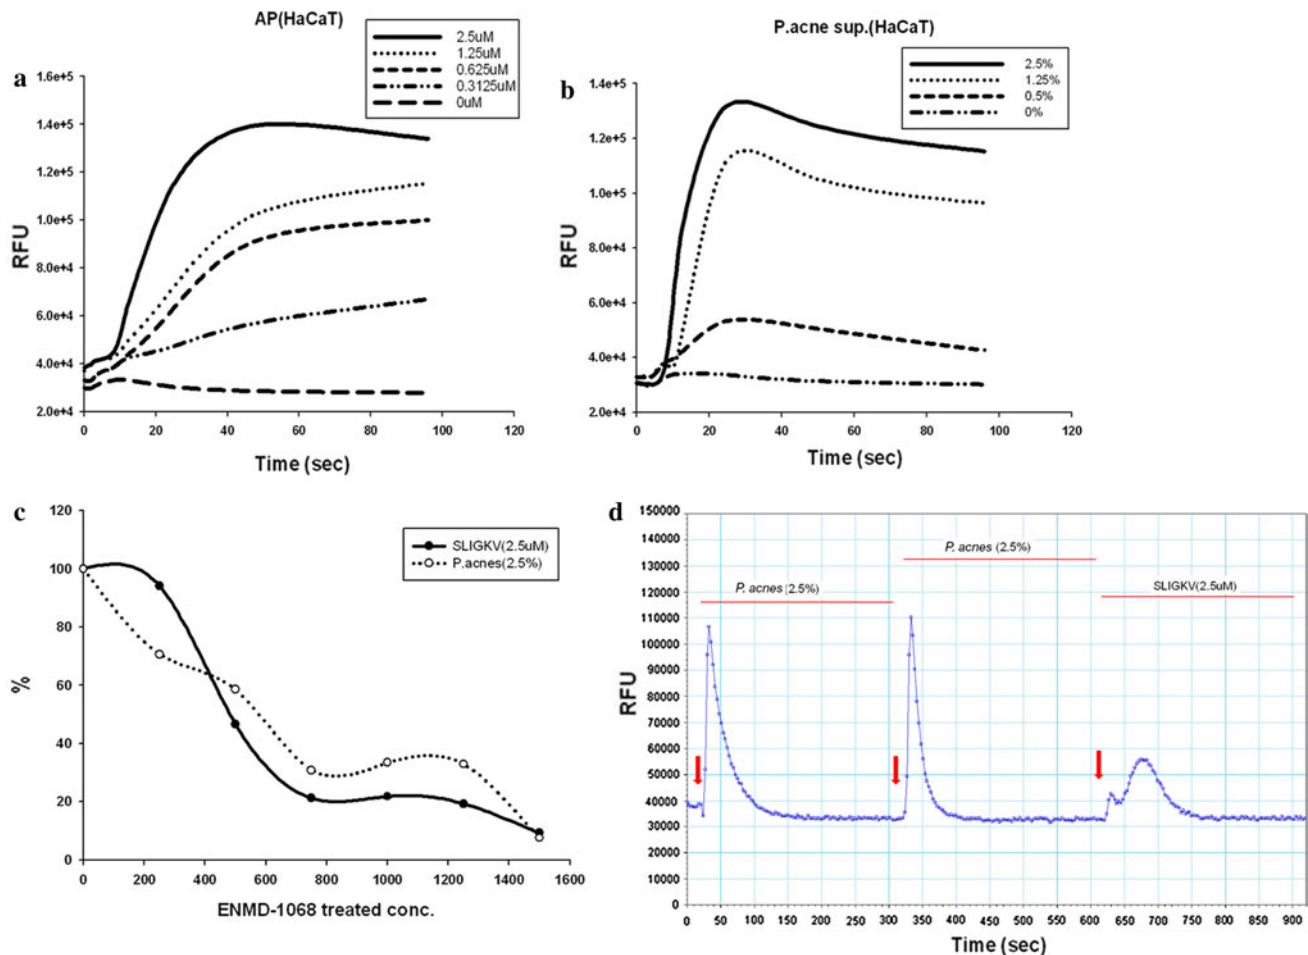 a
AP(HaCaT)
2.5uM
1.25uM
0.625uM
0.3125uM
0uM
1.6e+5
1.4e+5
1.2e+5
1.0e+5
8.0e+4
6.0e+4
4.0e+4
2.0e+4
RFU
0 20 40 60 80 100 120
Time (sec)
b
P.acne sup.(HaCaT)
2.5%
1.25%
0.5%
0%
1.4e+5
1.2e+5
1.0e+5
8.0e+4
6.0e+4
4.0e+4
2.0e+4
RFU
0 20 40 60 80 100 120
Time (sec)
c
SLIGKV(2.5uM)
P.acnes(2.5%)
120
100
80
60
40
20
0
%
0 200 400 600 800 1000 1200 1400 1600
ENMD-1068 treated conc.
d
150000
140000
130000
120000
110000
100000
90000
80000
70000
60000
50000
40000
30000
20000
10000
0
RFU
P. acnes (2.5%)
P. acnes (2.5%)
SLIGKV(2.5uM)
0 50 100 150 200 250 300 350 400 450 500 550 600 650 700 750 800 850 900
Time (sec)